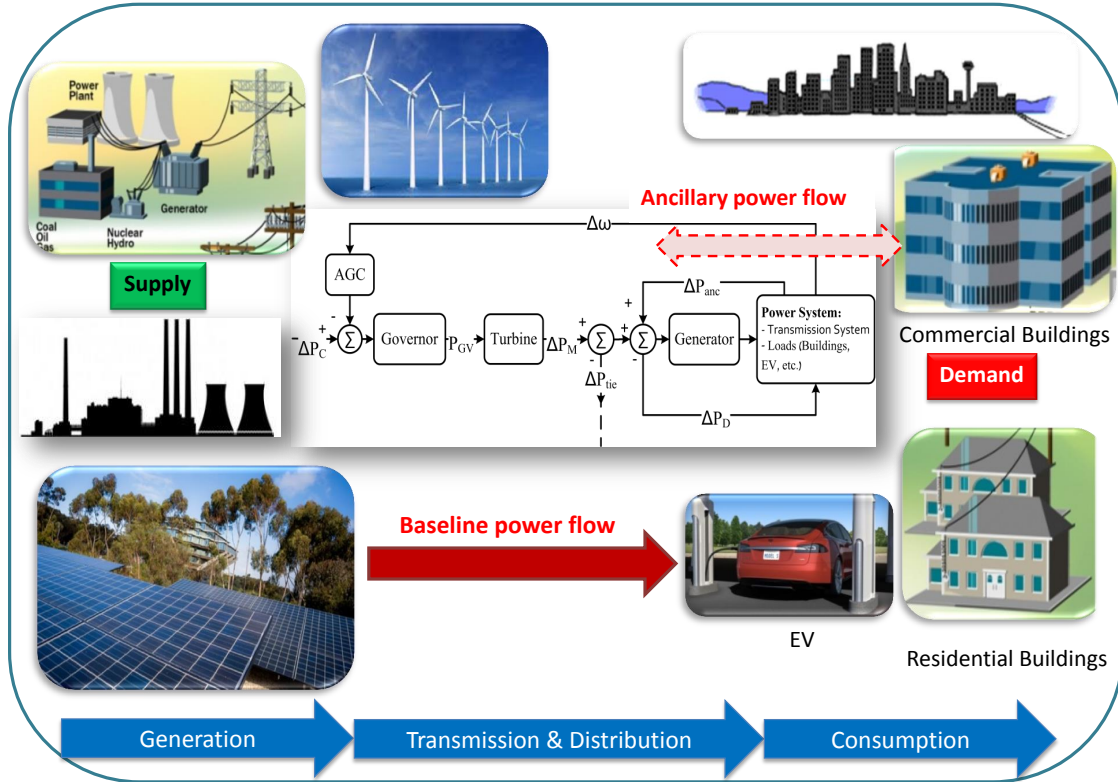 Power
Plant
Generator
Coal
Oil
Gas
Nuclear
Hydro
Supply
Ancillary power flow
Δω
AGC
ΔP_anc
Power System:
- Transmission System
- Loads (Buildings,
EV, etc.)
-
+
-
ΔP_C
Σ
Governor
P_GV
Turbine
ΔP_M
+
Σ
-
+
+
Σ
-
Generator
ΔP_tie
ΔP_D
Commercial Buildings
Demand
Baseline power flow
EV
Residential Buildings
Generation
Transmission & Distribution
Consumption